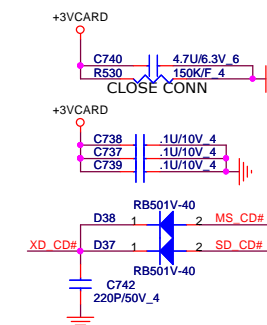 +3VCARD
C740 4.7U/6.3V_6
R530 150K/F_4
CLOSE CONN
+3VCARD
C738 .1U/10V_4
C737 .1U/10V_4
C739 .1U/10V_4
RB501V-40
D38 1 2 MS_CD#
XD_CD# D37 1 2 SD_CD#
RB501V-40
C742
220P/50V_4